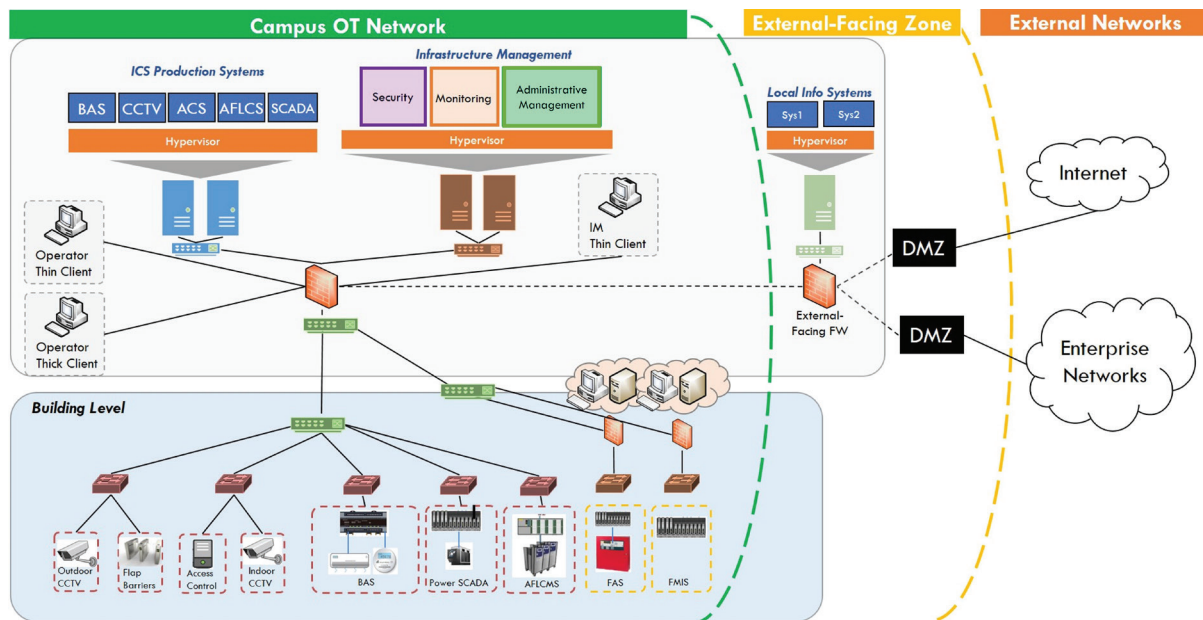 Campus OT Network
External-Facing Zone
External Networks
ICS Production Systems
BAS
CCTV
ACS
AFLCS
SCADA
Hypervisor
Infrastructure Management
Security
Monitoring
Administrative
Management
Hypervisor
Local Info Systems
Sys1
Sys2
Hypervisor
Internet
Operator
Thin Client
IM
Thin Client
DMZ
Operator
Thick Client
External-
Facing FW
DMZ
Enterprise
Networks
Building Level
Outdoor
CCTV
Flap
Barriers
Access
Control
Indoor
CCTV
BAS
Power SCADA
AFLCMS
FAS
FMIS